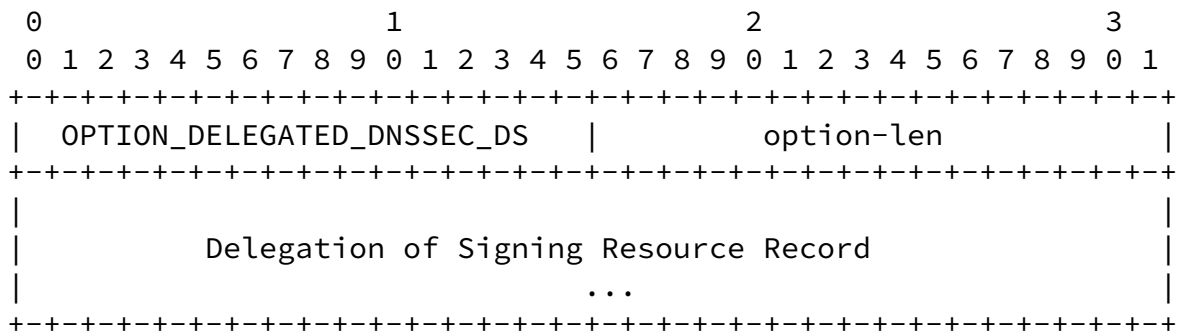 0                   1                   2                   3
 0 1 2 3 4 5 6 7 8 9 0 1 2 3 4 5 6 7 8 9 0 1 2 3 4 5 6 7 8 9 0 1
+-+-+-+-+-+-+-+-+-+-+-+-+-+-+-+-+-+-+-+-+-+-+-+-+-+-+-+-+-+-+-+-+
|  OPTION_DELEGATED_DNSSEC_DS   |         option-len            |
+-+-+-+-+-+-+-+-+-+-+-+-+-+-+-+-+-+-+-+-+-+-+-+-+-+-+-+-+-+-+-+-+
|                                                               |
|          Delegation of Signing Resource Record                |
|                               ...                             |
+-+-+-+-+-+-+-+-+-+-+-+-+-+-+-+-+-+-+-+-+-+-+-+-+-+-+-+-+-+-+-+-+